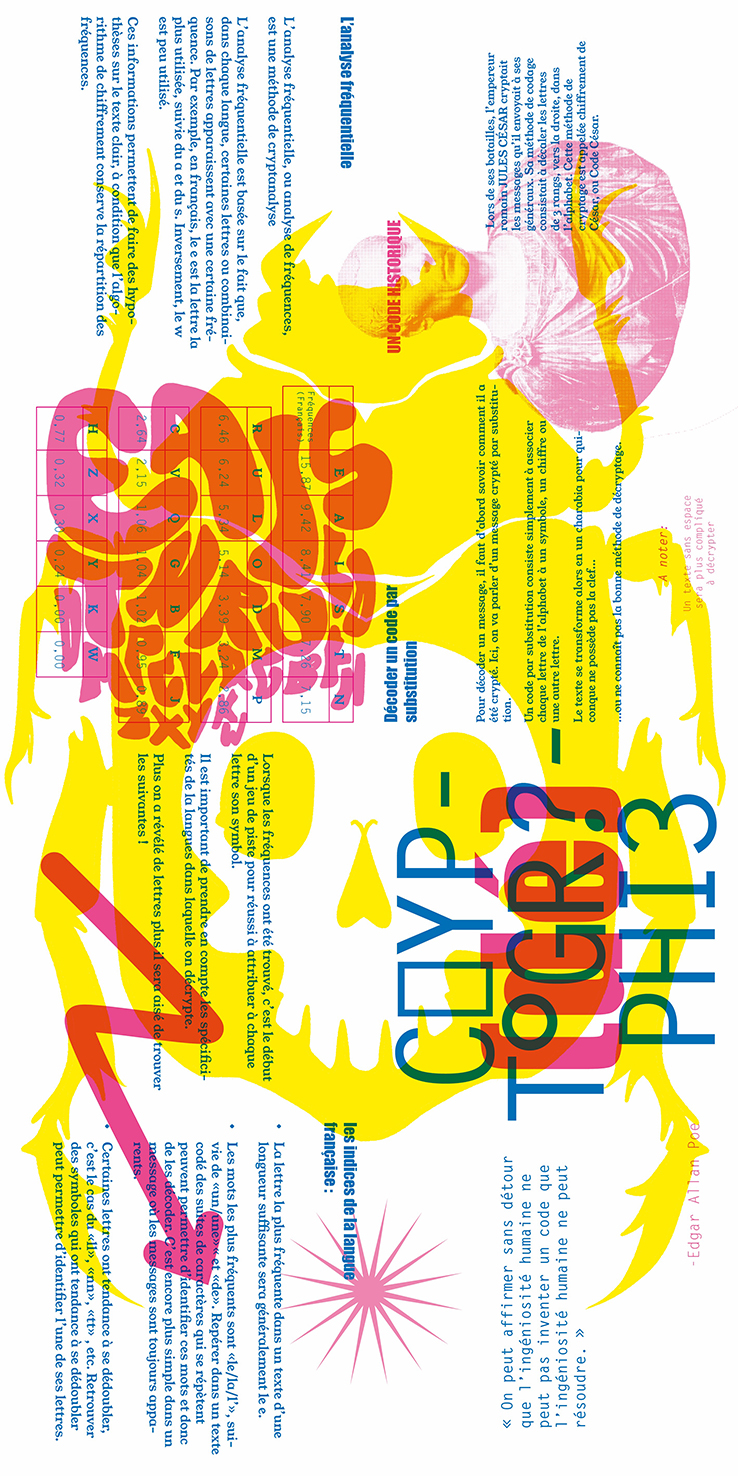 C□YP-
T°GR?-
PHI3
« On peut affirmer sans détour
que l'ingéniosité humaine ne
peut pas inventer un code que
l'ingéniosité humaine ne peut
résoudre. »
-Edgar Allan Poe
UN CODE HISTORIQUE
Lors de ses batailles, l'empereur
romain JULES CÉSAR cryptait
les messages qu'il envoyait à ses
généraux. Sa méthode de codage
consistait à décaler les lettres
de 3 rangs, vers la droite, dans
l'alphabet. Cette méthode de
cryptage est appelée chiffrement de
César, ou Code César.
Décoder un code par
substitution
Pour décoder un message, il faut d'abord savoir comment il a
été crypté. Ici, on va parler d'un message crypté par substitu-
tion.
Un code par substitution consiste simplement à associer
chaque lettre de l'alphabet à un symbole, un chiffre ou
une autre lettre.
Le texte se transforme alors en un charabia pour qui-
conque ne possède pas la clef...
...ou ne connaît pas la bonne méthode de décryptage.
A noter:
Un texte sans espace
sera plus compliqué
à décrypter
L'analyse fréquentielle
L'analyse fréquentielle, ou analyse de fréquences,
est une méthode de cryptanalyse
L'analyse fréquentielle est basée sur le fait que,
dans chaque langue, certaines lettres ou combinai-
sons de lettres apparaissent avec une certaine fré-
quence. Par exemple, en français, le e est la lettre la
plus utilisée, suivie du a et du s. Inversement, le w
est peu utilisé.
Ces informations permettent de faire des hypo-
thèses sur le texte clair, à condition que l'algo-
rithme de chiffrement conserve la répartition des
fréquences.
E A I S T N
Fréquences
(Français)
15,87 9,42 8,41 7,90 7,26 7,15
R U L O D M P
6,46 6,24 5,34 5,14 3,39 3,24 2,86
C V Q G B F J
2,64 2,15 1,06 1,04 1,02 0,95 0,89
H Z X Y K W
0,77 0,32 0,30 0,24 0,00 0,00
Lorsque les fréquences ont été trouvé, c'est le début
d'un jeu de piste pour réussi à attribuer à chaque
lettre son symbol.
Il est important de prendre en compte les spécifici-
tés de la langues dans laquelle on décrypte.
Plus on a révélé de lettres plus il sera aisé de trouver
les suivantes !
les indices de la langue
française :
• La lettre la plus fréquente dans un texte d'une
longueur suffisante sera généralement le e.
• Les mots les plus fréquents sont «le/la/l'», sui-
vie de «un/une»« et «de». Repérer dans un texte
codé des suites de caractères qui se répètent
peuvent permettre d'identifier ces mots et donc
de les décoder. C'est encore plus simple dans un
message où les messages sont toujours appa-
rents.
• Certaines lettres ont tendance à se dédoubler,
c'est le cas du «ll», «nn», «tt» , etc. Retrouver
des symboles qui ont tendance à se dédoubler
peut permettre d'identifier l'une de ses lettres.